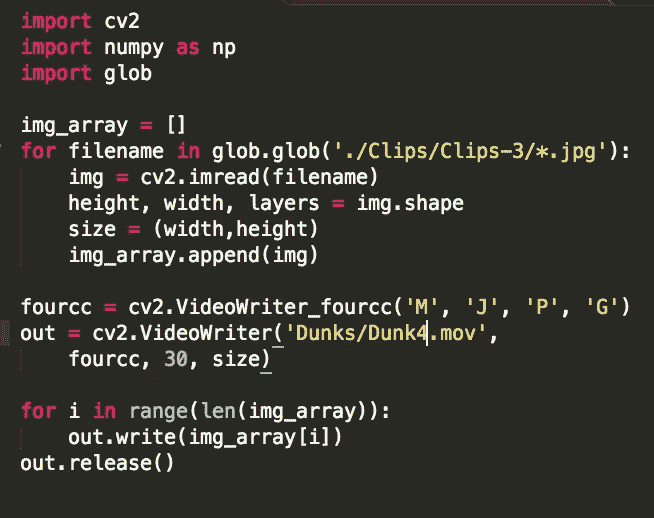 import cv2
import numpy as np
import glob
img_array = []
for filename in glob.glob('./Clips/Clips-3/*.jpg'):
    img = cv2.imread(filename)
    height, width, layers = img.shape
    size = (width,height)
    img_array.append(img)
fourcc = cv2.VideoWriter_fourcc('M', 'J', 'P', 'G')
out = cv2.VideoWriter('Dunks/Dunk4.mov',
    fourcc, 30, size)
for i in range(len(img_array)):
    out.write(img_array[i])
out.release()